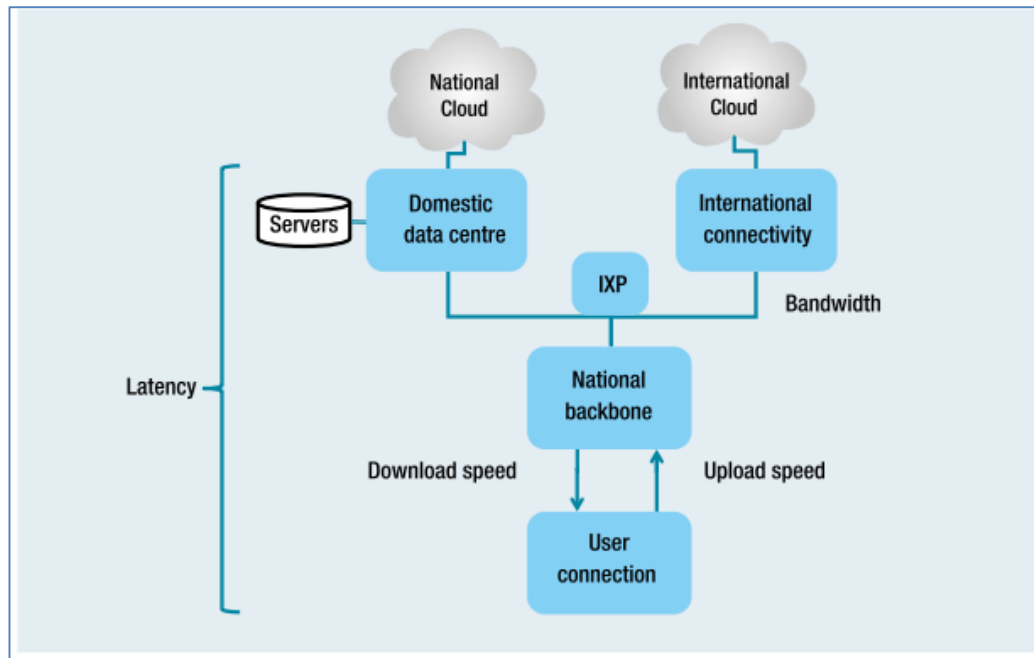 National
Cloud
International
Cloud
Servers
Domestic
data centre
International
connectivity
IXP
Bandwidth
Latency
National
backbone
Download speed
Upload speed
User
connection